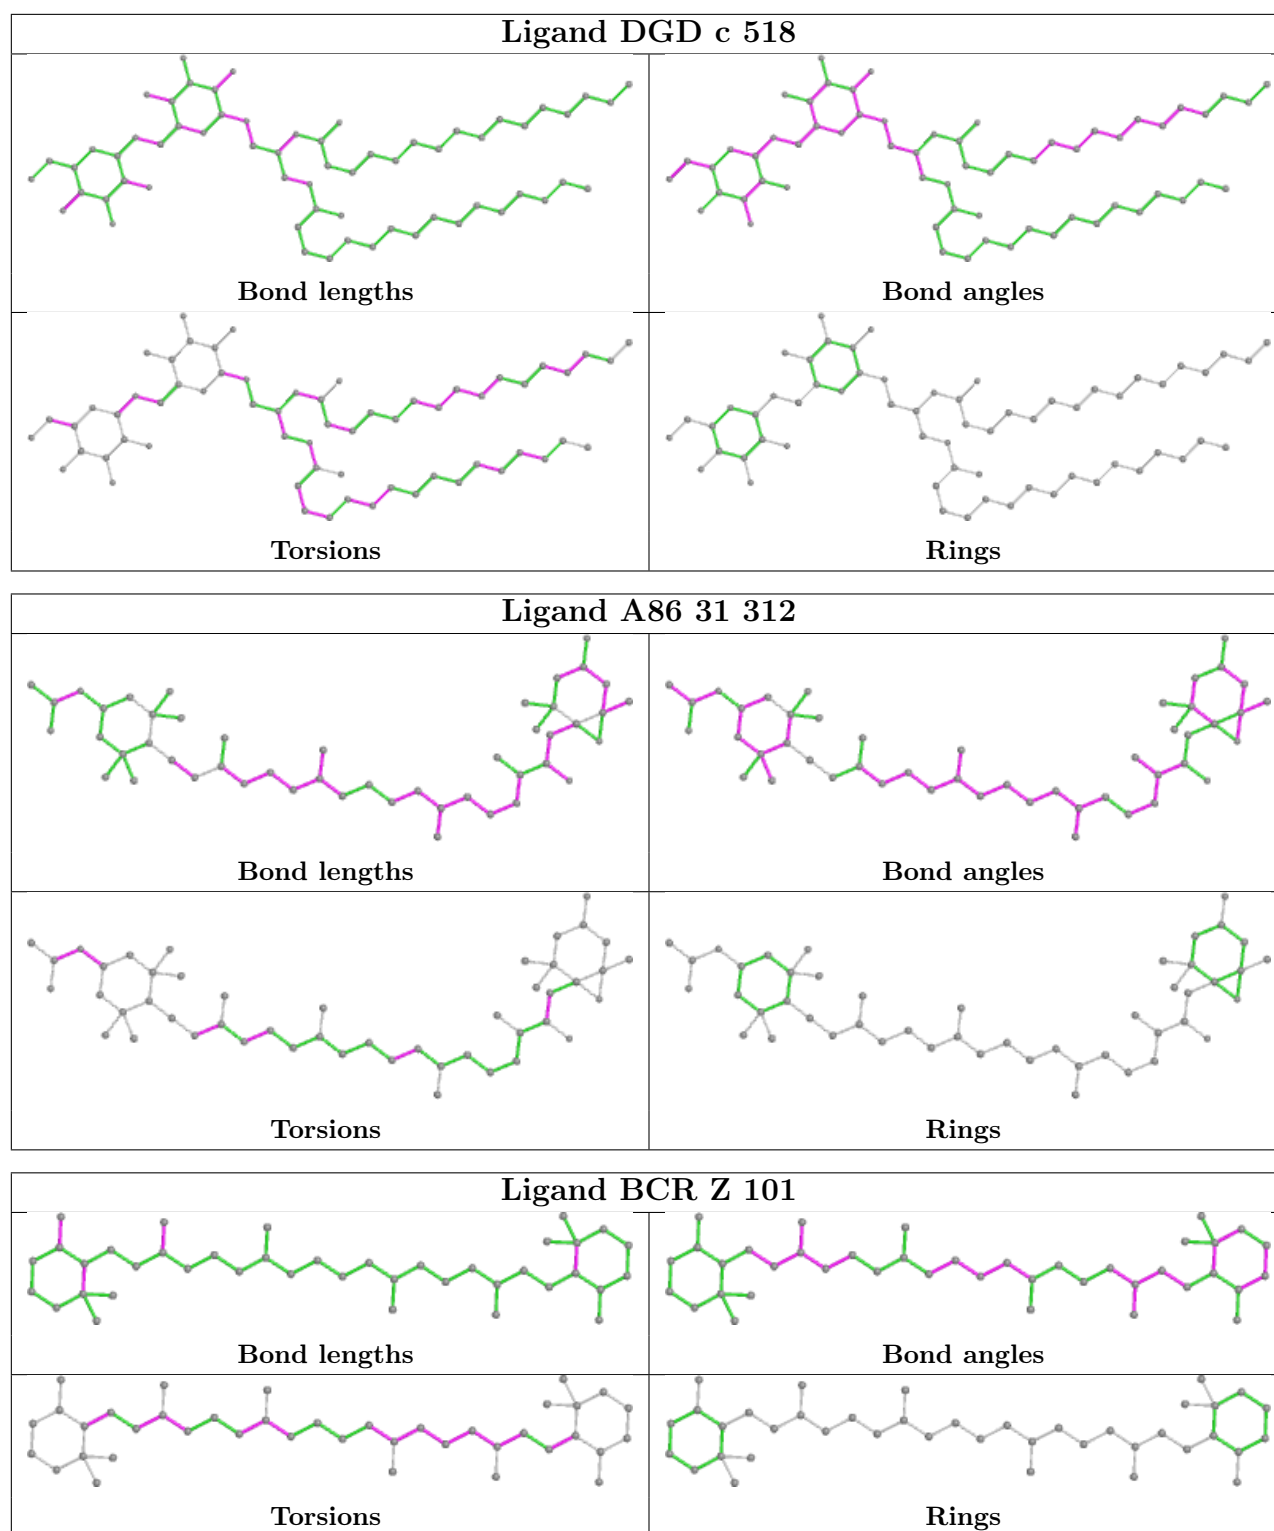 Ligand DGD c 518
Bond lengths
Bond angles
Torsions
Rings
Ligand A86 31 312
Bond lengths
Bond angles
Torsions
Rings
Ligand BCR Z 101
Bond lengths
Bond angles
Torsions
Rings